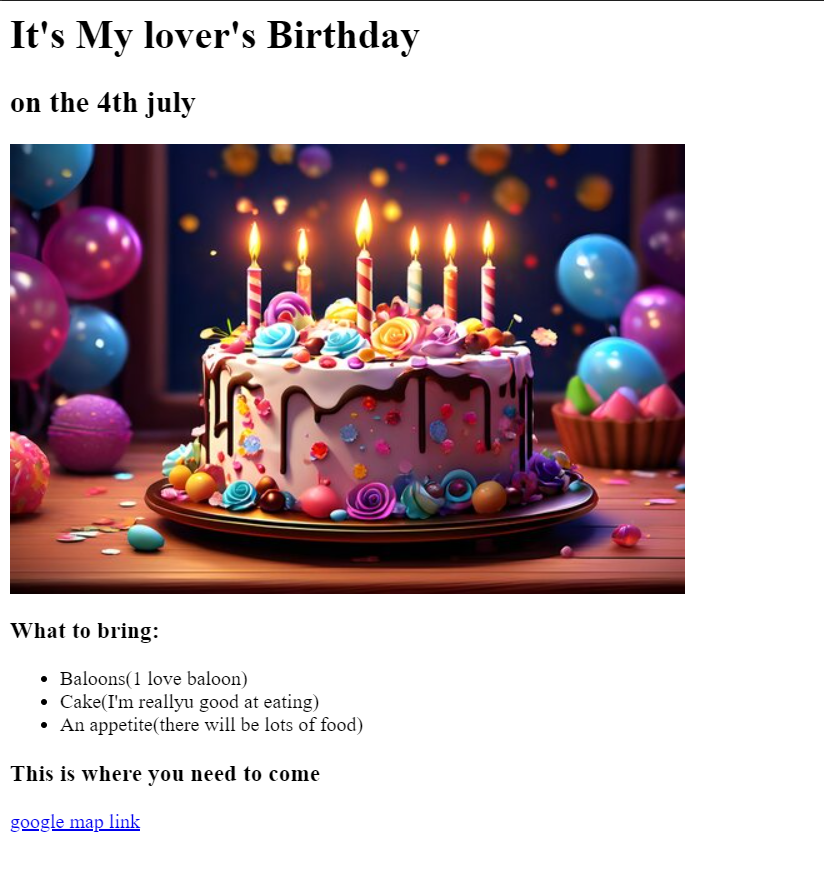 It's My lover's Birthday
on the 4th july
What to bring:
Baloons(1 love baloon)
Cake(I'm reallyu good at eating)
An appetite(there will be lots of food)
This is where you need to come
google map link